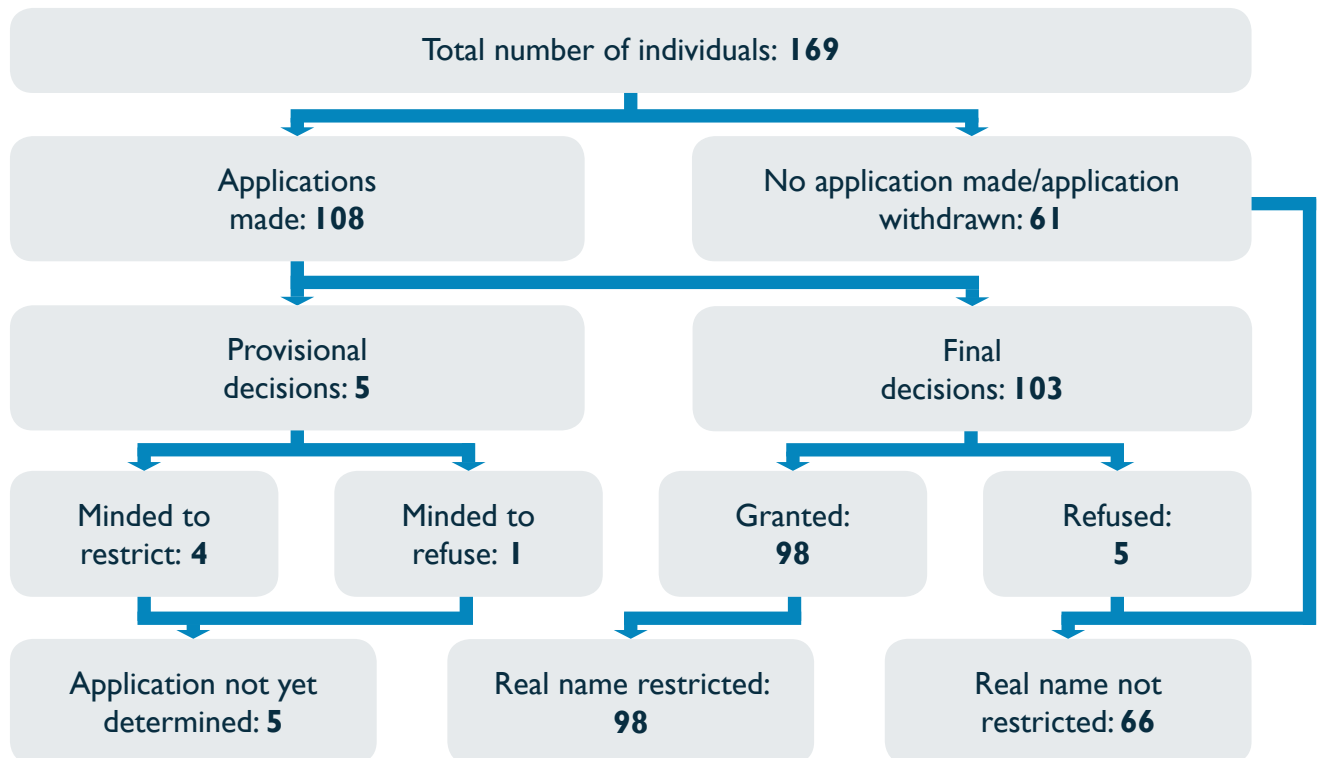 Total number of individuals: 169
Applications
made: 108
No application made/application
withdrawn: 61
Provisional
decisions: 5
Final
decisions: 103
Minded to
restrict: 4
Minded to
refuse: 1
Granted:
98
Refused:
5
Application not yet
determined: 5
Real name restricted:
98
Real name not
restricted: 66